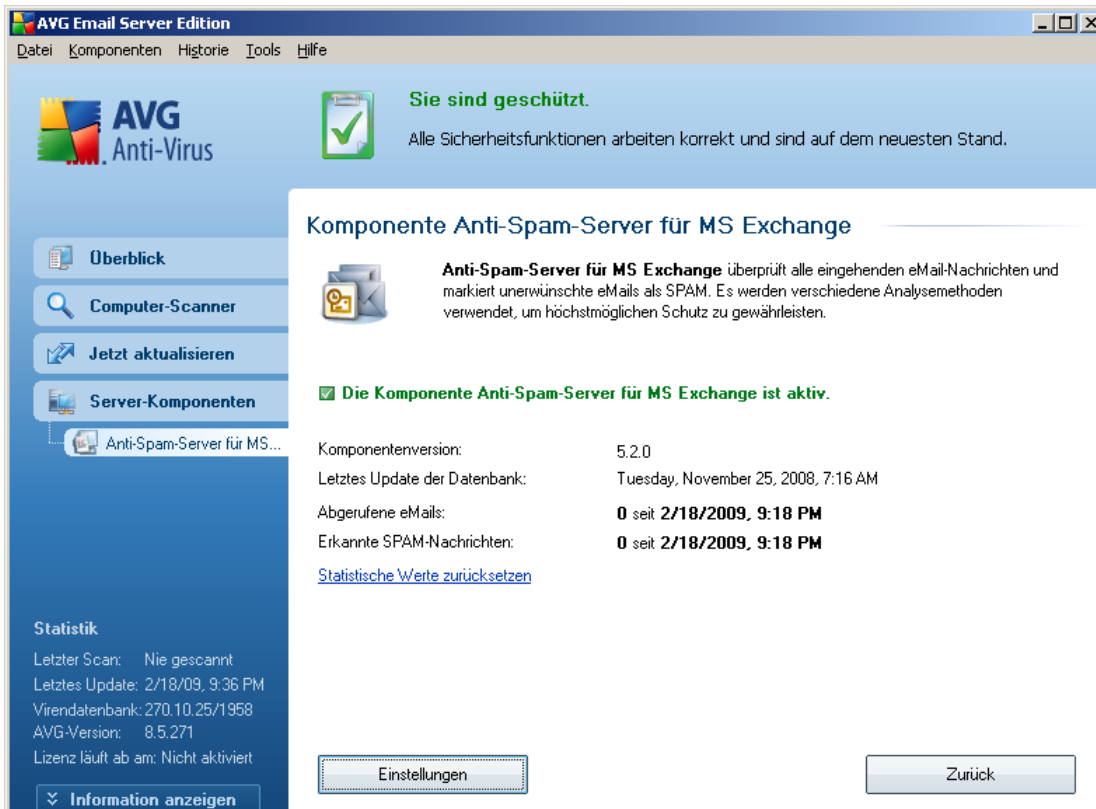 AVG Email Server Edition
Datei Komponenten Historie Tools Hilfe
AVG
Anti-Virus
Sie sind geschützt.
Alle Sicherheitsfunktionen arbeiten korrekt und sind auf dem neuesten Stand.
Überblick
Computer-Scanner
Jetzt aktualisieren
Server-Komponenten
Anti-Spam-Server für MS...
Komponente Anti-Spam-Server für MS Exchange
Anti-Spam-Server für MS Exchange überprüft alle eingehenden eMail-Nachrichten und
markiert unerwünschte eMails als SPAM. Es werden verschiedene Analysemethoden
verwendet, um höchstmöglichen Schutz zu gewährleisten.
Die Komponente Anti-Spam-Server für MS Exchange ist aktiv.
Komponentenversion: 5.2.0
Letztes Update der Datenbank: Tuesday, November 25, 2008, 7:16 AM
Abgerufene eMails: 0 seit 2/18/2009, 9:18 PM
Erkannte SPAM-Nachrichten: 0 seit 2/18/2009, 9:18 PM
Statistische Werte zurücksetzen
Statistik
Letzter Scan: Nie gescannt
Letztes Update: 2/18/09, 9:36 PM
Virendatenbank: 270.10.25/1958
AVG-Version: 8.5.271
Lizenz läuft ab am: Nicht aktiviert
Information anzeigen
Einstellungen
Zurück